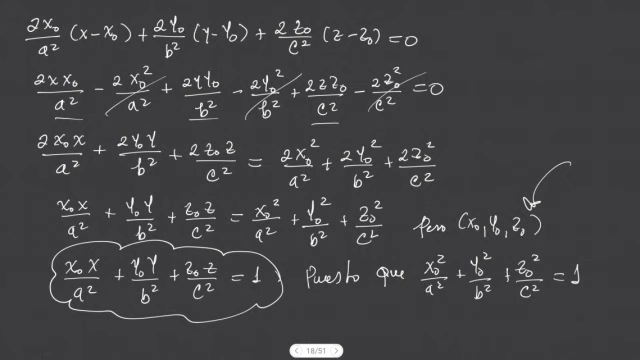 2x₀/a² (x-x₀) + 2y₀/b² (y-y₀) + 2z₀/c² (z-z₀) = 0
2xx₀/a² - 2x₀²/a² + 2yy₀/b² - 2y₀²/b² + 2zz₀/c² - 2z₀²/c² = 0
2x₀x/a² + 2y₀y/b² + 2z₀z/c² = 2x₀²/a² + 2y₀²/b² + 2z₀²/c²
x₀x/a² + y₀y/b² + z₀z/c² = x₀²/a² + y₀²/b² + z₀²/c² Pero (x₀, y₀, z₀)
x₀x/a² + y₀y/b² + z₀z/c² = 1 Puesto que x₀²/a² + y₀²/b² + z₀²/c² = 1
18/51